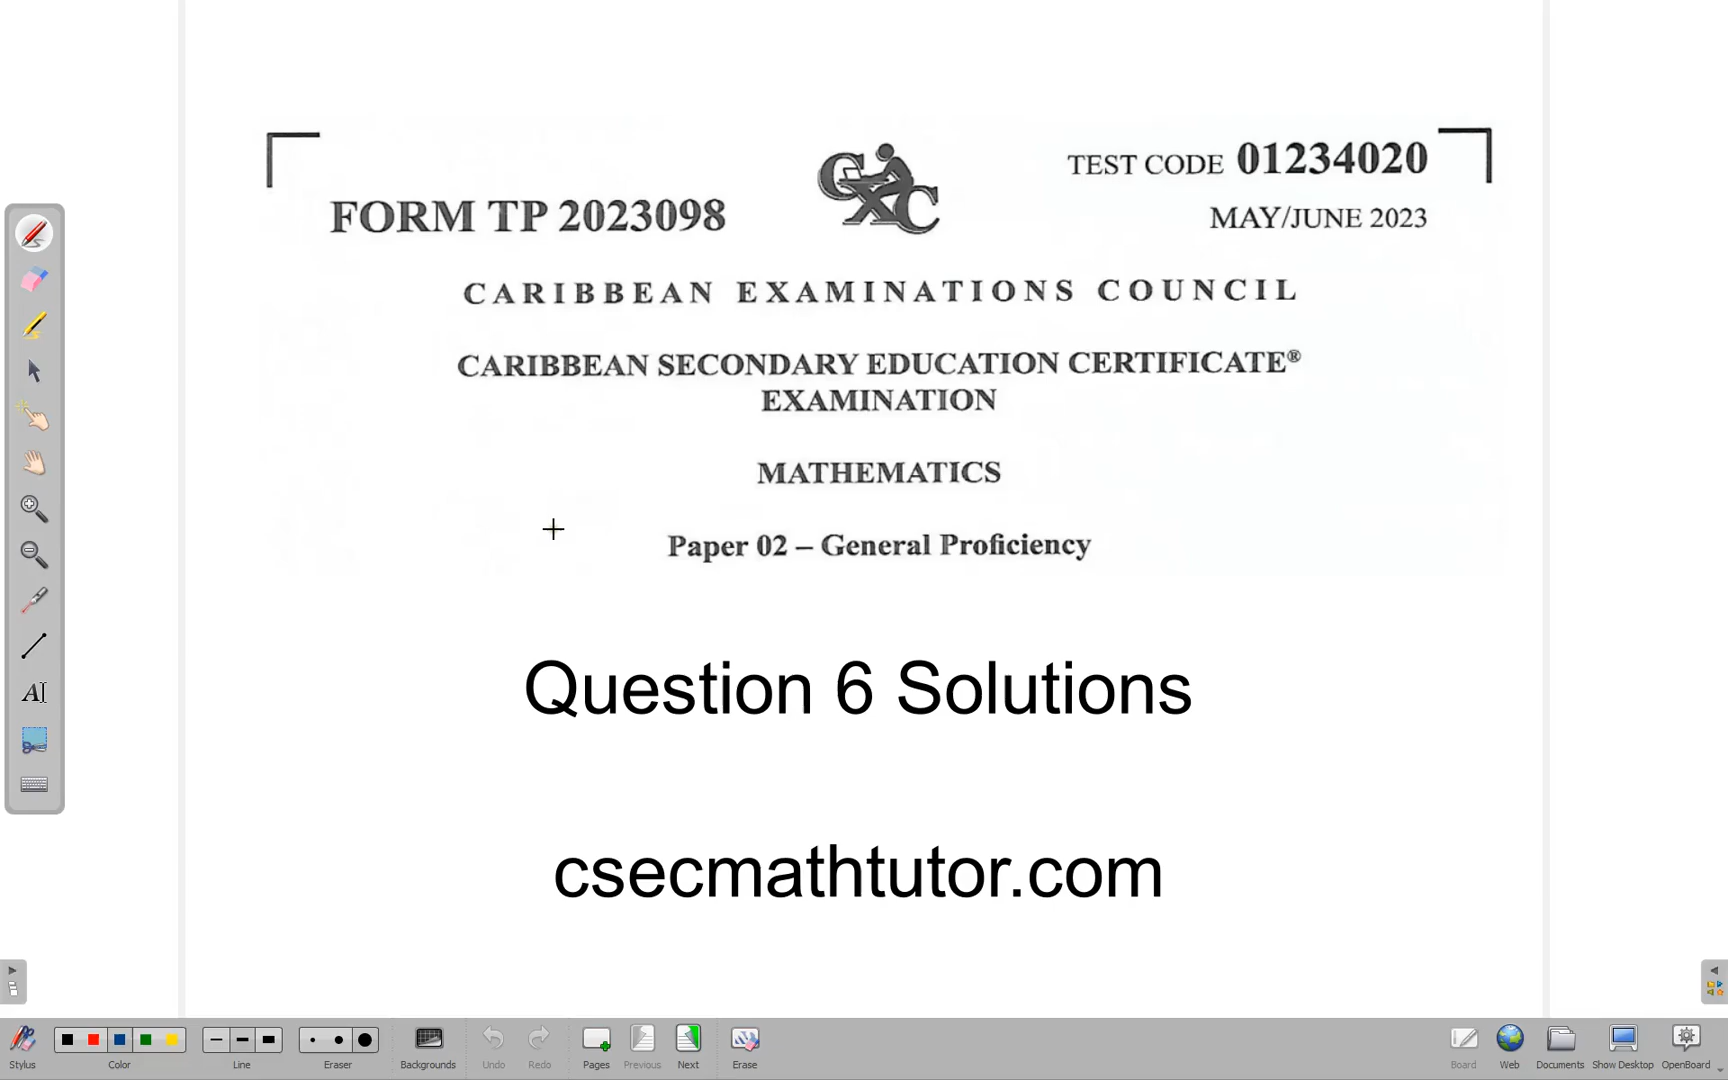 TEST CODE 01234020
FORM TP 2023098
CXC
MAY/JUNE 2023
CARIBBEAN EXAMINATIONS COUNCIL
CARIBBEAN SECONDARY EDUCATION CERTIFICATE®
EXAMINATION
MATHEMATICS
Paper 02 – General Proficiency
Question 6 Solutions
csecmathtutor.com
Stylus
Color
Line
Eraser
Backgrounds
Undo
Redo
Pages
Previous
Next
Erase
Board
Web
Documents
Show Desktop
OpenBoard